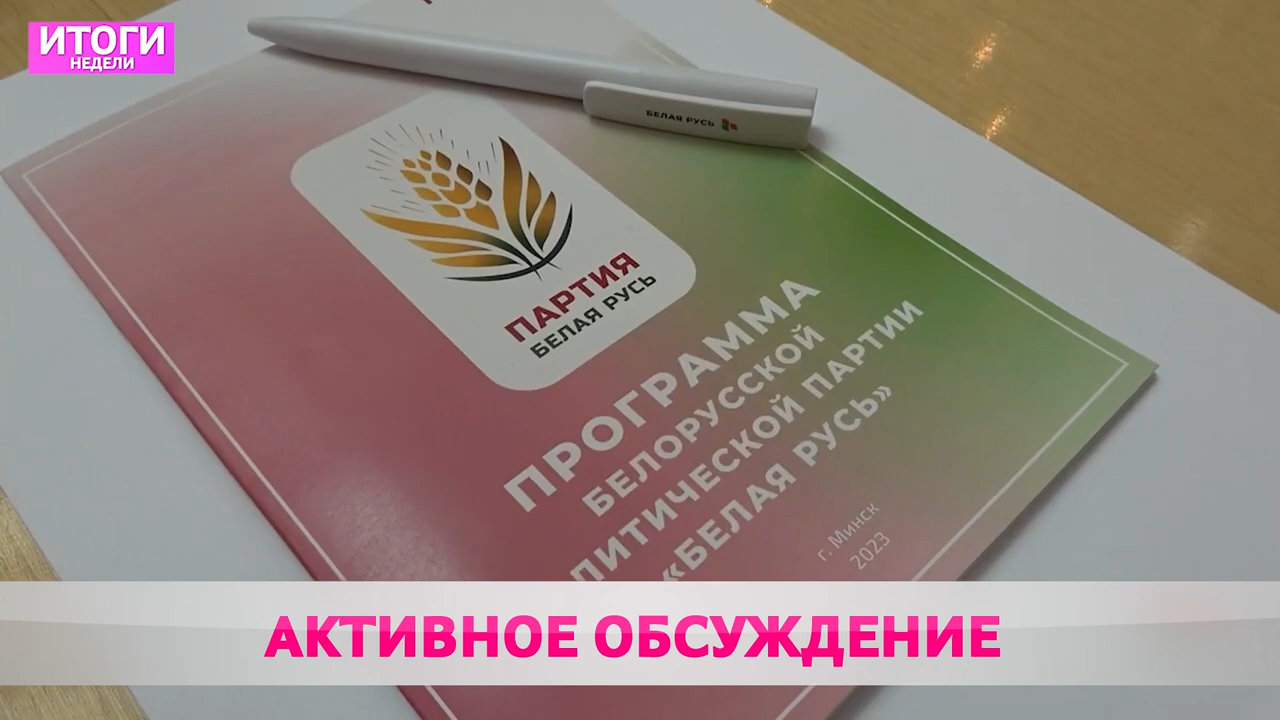 ИТОГИ
НЕДЕЛИ
БЕЛАЯ РУСЬ
ПАРТИЯ
БЕЛАЯ РУСЬ
ПРОГРАММА
БЕЛОРУССКОЙ
ЛИТИЧЕСКОЙ ПАРТИИ
«БЕЛАЯ РУСЬ»
г. Минск
2023
АКТИВНОЕ ОБСУЖДЕНИЕ